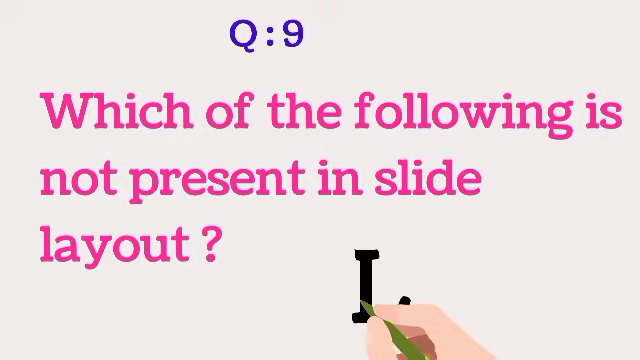 Q : 9
Which of the following is
not present in slide
layout ?